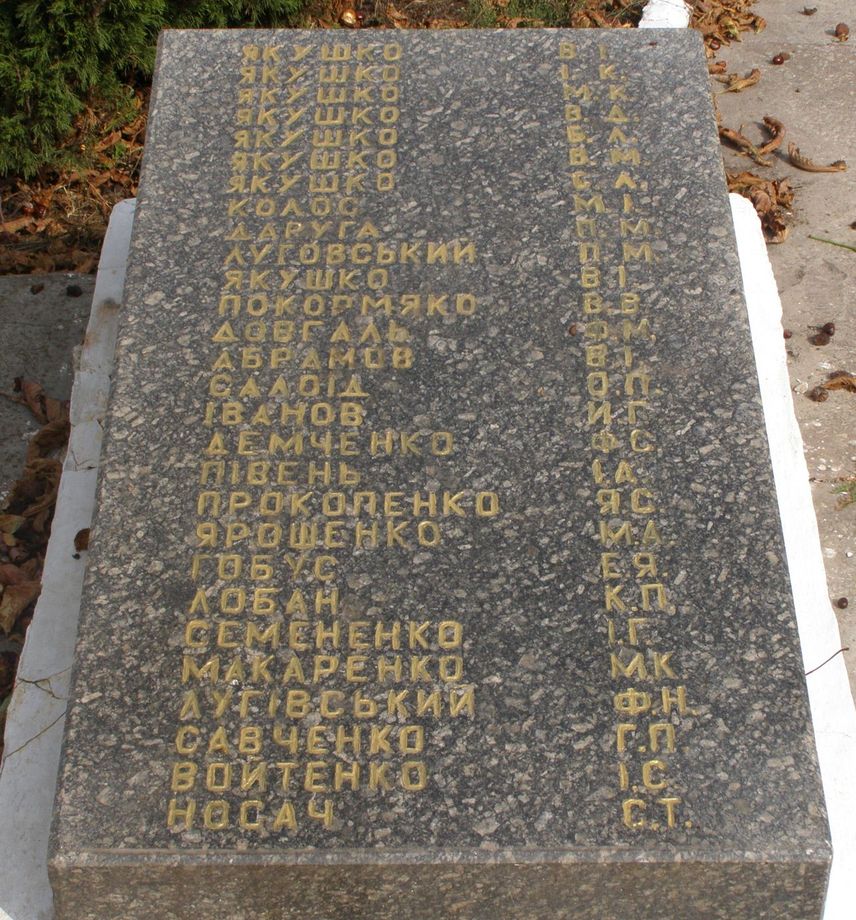 ЯКУШКО В. І.
ЯКУШКО І. К.
ЯКУШКО М. К.
ЯКУШКО В. Д.
ЯКУШКО Б. Л.
ЯКУШКО В. М.
ЯКУШКО С. Л.
КОЛОС М. І.
ДАРУГА П. М.
ЛУГОВСЬКИЙ П. М.
ЯКУШКО В І.
ПОКОРМЯКО В. В
ДОВГАЛЬ Ф. М.
АБРАМОВ В І
САЛОІД О П.
ІВАНОВ И Г
ДЕМЧЕНКО Ф С
ПІВЕНЬ І.А.
ПРОКОПЕНКО Я С
ЯРОШЕНКО М А
ГОБУС Е Я
ЛОБАН К.П.
СЕМЕНЕНКО І.Г
МАКАРЕНКО М К
ЛУГІВСЬКИЙ Ф.Н.
САВЧЕНКО Г.П
ВОЙТЕНКО І.С
НОСАЧ С.Т.